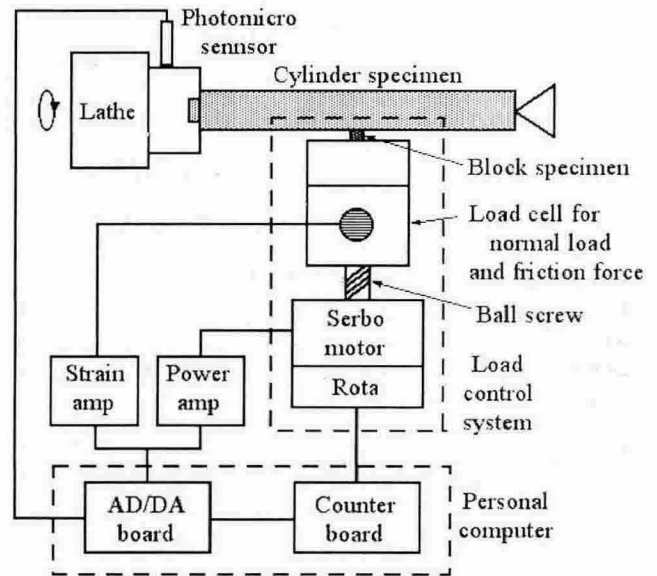 Photomicro
sennsor
Cylinder specimen
Lathe
Block specimen
Load cell for
normal load
and friction force
Ball screw
Serbo
motor
Rota
Load
control
system
Strain
amp
Power
amp
AD/DA
board
Counter
board
Personal
computer